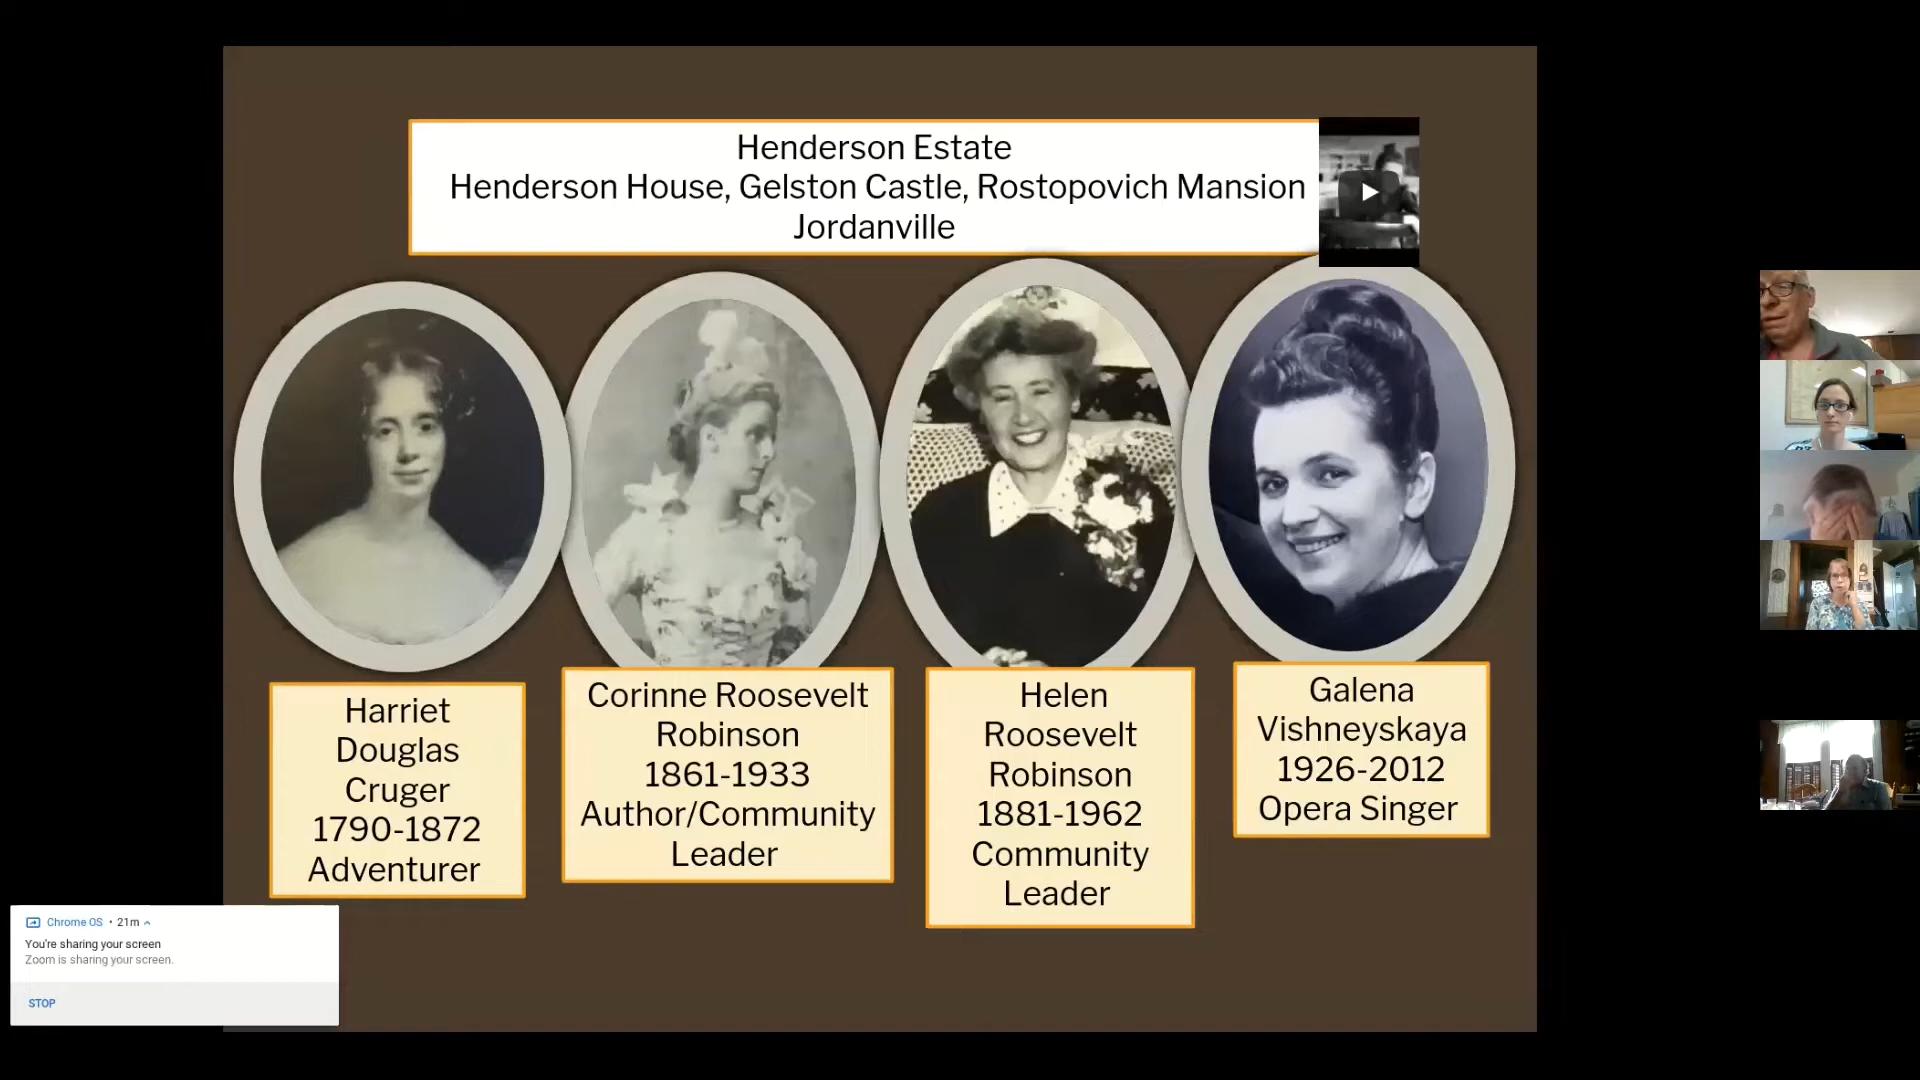 Henderson Estate
Henderson House, Gelston Castle, Rostopovich Mansion
Jordanville
Harriet
Douglas
Cruger
1790-1872
Adventurer
Corinne Roosevelt
Robinson
1861-1933
Author/Community
Leader
Helen
Roosevelt
Robinson
1881-1962
Community
Leader
Galena
Vishneyskaya
1926-2012
Opera Singer
Chrome OS • 21m
You're sharing your screen
Zoom is sharing your screen.
STOP